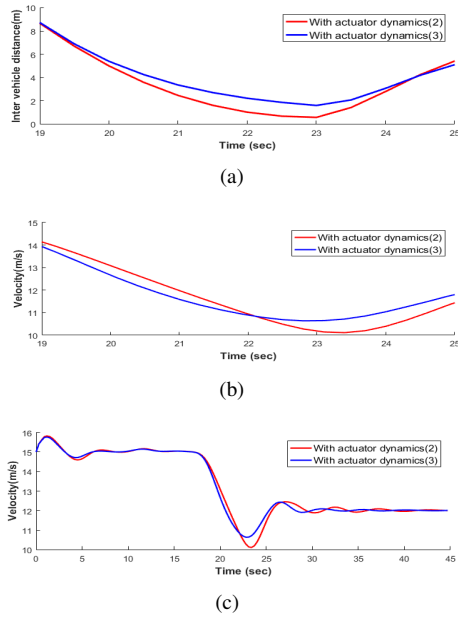 Inter vehicle distance(m)
10
8
6
4
2
0
With actuator dynamics(2)
With actuator dynamics(3)
19 20 21 22 23 24 25
Time (sec)
(a)
Velocity(m/s)
15
14
13
12
11
10
With actuator dynamics(2)
With actuator dynamics(3)
19 20 21 22 23 24 25
Time (sec)
(b)
Velocity(m/s)
16
15
14
13
12
11
10
With actuator dynamics(2)
With actuator dynamics(3)
0 5 10 15 20 25 30 35 40 45
Time (sec)
(c)